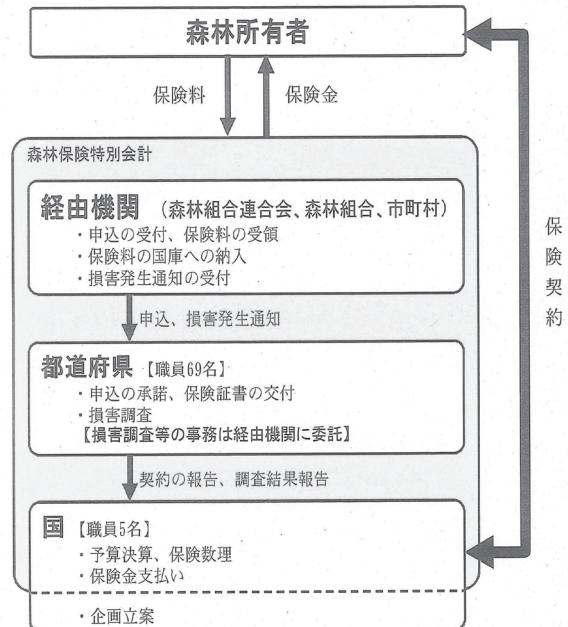 森林所有者
保険料
保険金
保険契約
森林保険特別会計
経由機関 （森林組合連合会、森林組合、市町村）
・申込の受付、保険料の受領
・保険料の国庫への納入
・損害発生通知の受付
申込、損害発生通知
都道府県 【職員69名】
・申込の承諾、保険証書の交付
・損害調査
【損害調査等の事務は経由機関に委託】
契約の報告、調査結果報告
国 【職員5名】
・予算決算、保険数理
・保険金支払い
・企画立案